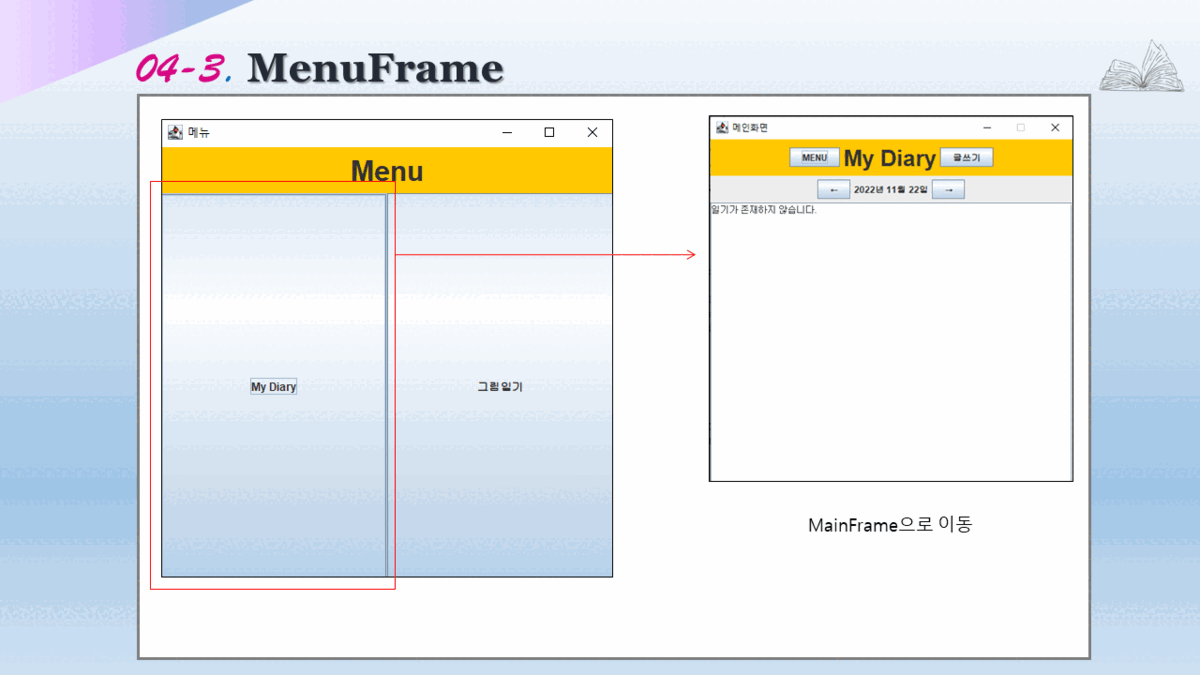 04-3. MenuFrame
메뉴
Menu
My Diary
그림일기
메인화면
MENU My Diary 글쓰기
← 2022년 11월 22일 →
일기가 존재하지 않습니다.
MainFrame으로 이동